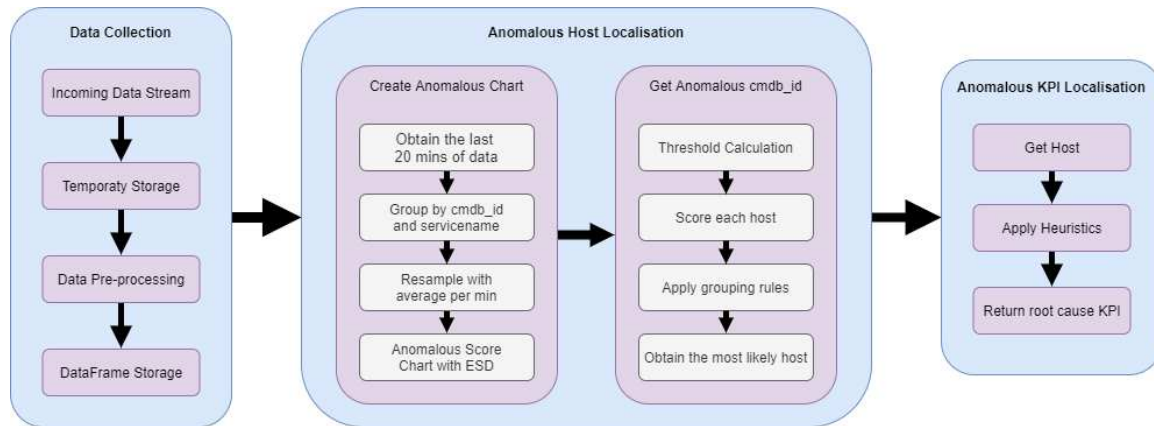 Data Collection
Incoming Data Stream
Temporaty Storage
Data Pre-processing
DataFrame Storage
Anomalous Host Localisation
Create Anomalous Chart
Obtain the last
20 mins of data
Group by cmdb_id
and servicename
Resample with
average per min
Anomalous Score
Chart with ESD
Get Anomalous cmdb_id
Threshold Calculation
Score each host
Apply grouping rules
Obtain the most likely host
Anomalous KPI Localisation
Get Host
Apply Heuristics
Return root cause KPI